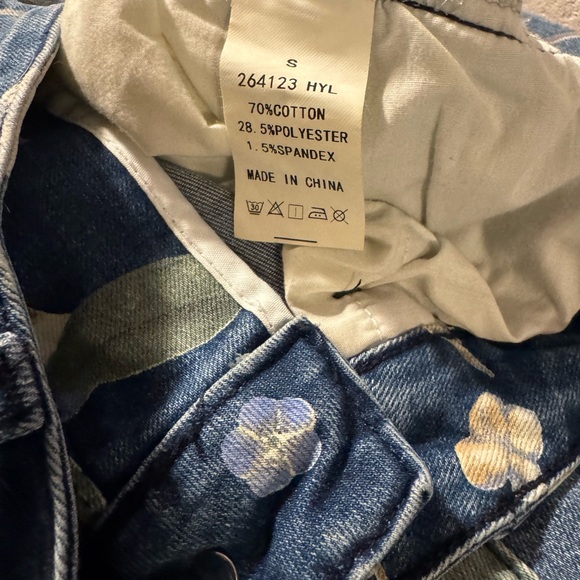 S
264123 HYL
70%COTTON
28.5%POLYESTER
1.5%SPANDEX
MADE IN CHINA
30